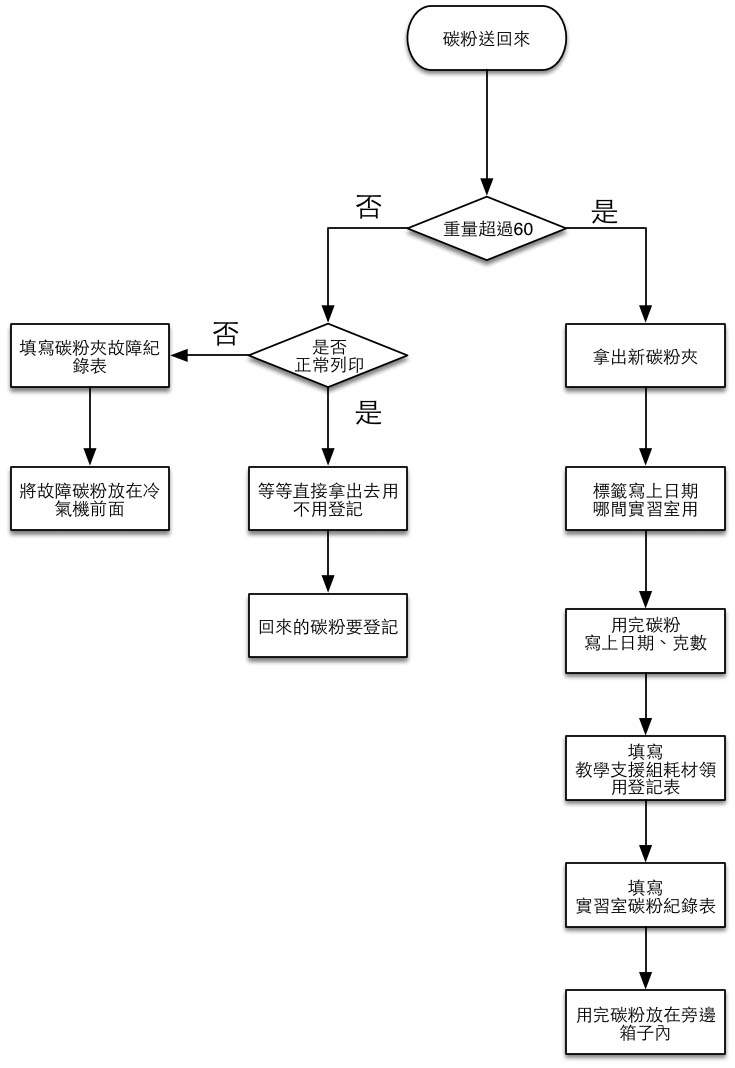 碳粉送回來
否
是
重量超過60
否
是否
正常列印
填寫碳粉夾故障紀
錄表
拿出新碳粉夾
是
將故障碳粉放在冷
氣機前面
等等直接拿出去用
不用登記
標籤寫上日期
哪間實習室用
回來的碳粉要登記
用完碳粉
寫上日期、克數
填寫
教學支援組耗材領
用登記表
填寫
實習室碳粉紀錄表
用完碳粉放在旁邊
箱子內